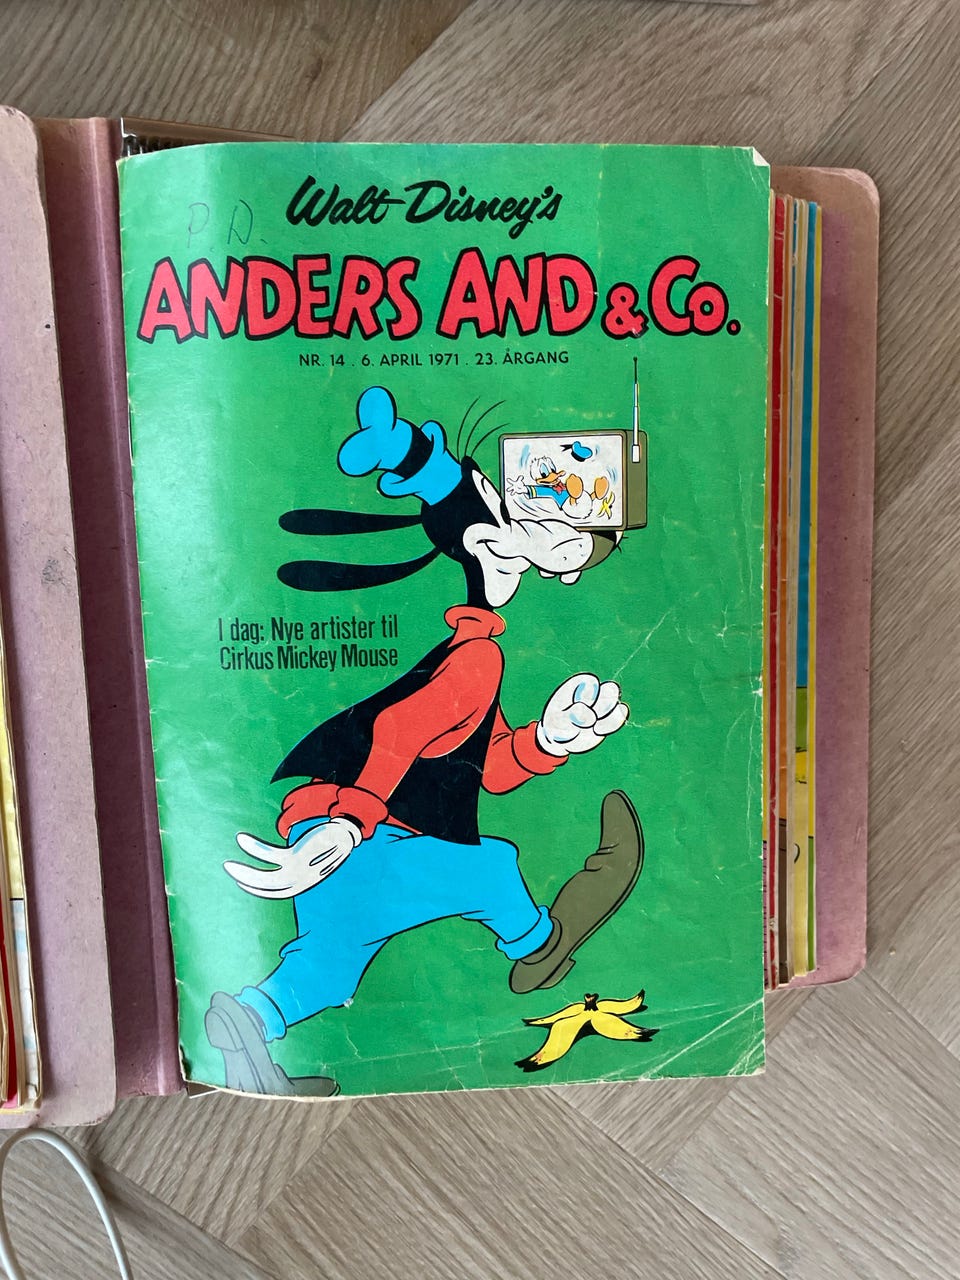 Walt Disney's
P. D.
ANDERS AND & Co.
NR. 14 . 6. APRIL 1971 . 23. ÅRGANG
I dag: Nye artister til
Cirkus Mickey Mouse